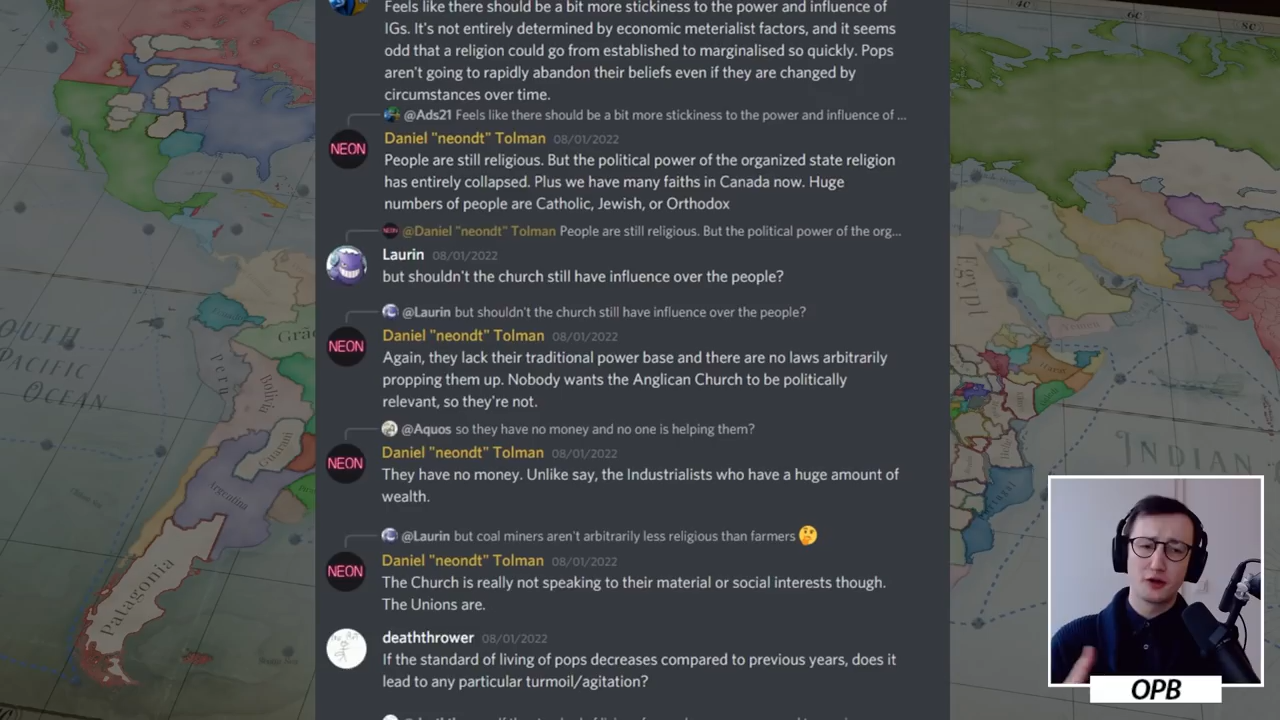 Feels like there should be a bit more stickiness to the power and influence of
IGs. It's not entirely determined by economic meterialist factors, and it seems
odd that a religion could go from established to marginalised so quickly. Pops
aren't going to rapidly abandon their beliefs even if they are changed by
circumstances over time.
@Ads21 Feels like there should be a bit more stickiness to the power and influence of ...
NEON
Daniel "neondt" Tolman 08/01/2022
People are still religious. But the political power of the organized state religion
has entirely collapsed. Plus we have many faiths in Canada now. Huge
numbers of people are Catholic, Jewish, or Orthodox
@Daniel "neondt" Tolman People are still religious. But the political power of the org...
Laurin 08/01/2022
but shouldn't the church still have influence over the people?
@Laurin but shouldn't the church still have influence over the people?
NEON
Daniel "neondt" Tolman 08/01/2022
Again, they lack their traditional power base and there are no laws arbitrarily
propping them up. Nobody wants the Anglican Church to be politically
relevant, so they're not.
@Aquos so they have no money and no one is helping them?
NEON
Daniel "neondt" Tolman 08/01/2022
They have no money. Unlike say, the Industrialists who have a huge amount of
wealth.
@Laurin but coal miners aren't arbitrarily less religious than farmers 🤔
NEON
Daniel "neondt" Tolman 08/01/2022
The Church is really not speaking to their material or social interests though.
The Unions are.
deaththrower 08/01/2022
If the standard of living of pops decreases compared to previous years, does it
lead to any particular turmoil/agitation?
SOUTH
PACIFIC
OCEAN
Peru
Bolivia
Guarani
Argentina
Patagonia
Egypt
Yemen
INDIAN
OPB